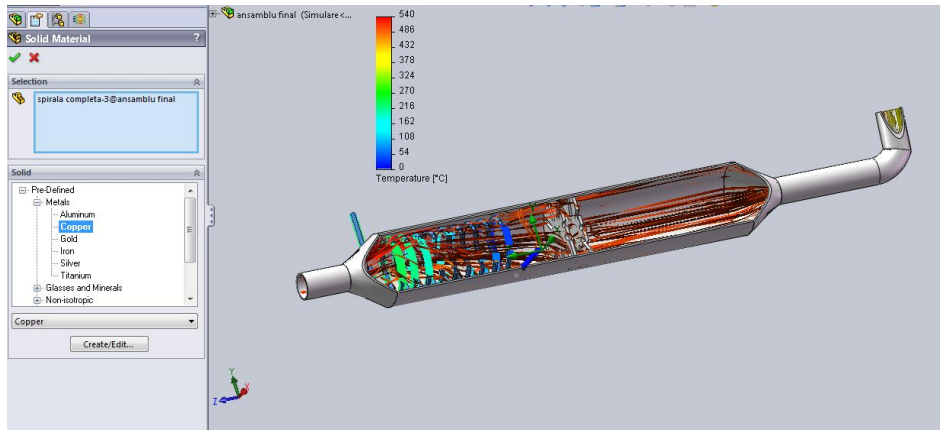 Solid Material ?
Selection
spirala completa-3@ansamblu final
Solid
Pre-Defined
Metals
Aluminum
Copper
Gold
Iron
Silver
Titanium
Glasses and Minerals
Non-isotropic
Copper
Create/Edit...
ansamblu final (Simulare<...
540
486
432
378
324
270
216
162
108
54
0
Temperature [°C]
Y
X
Z